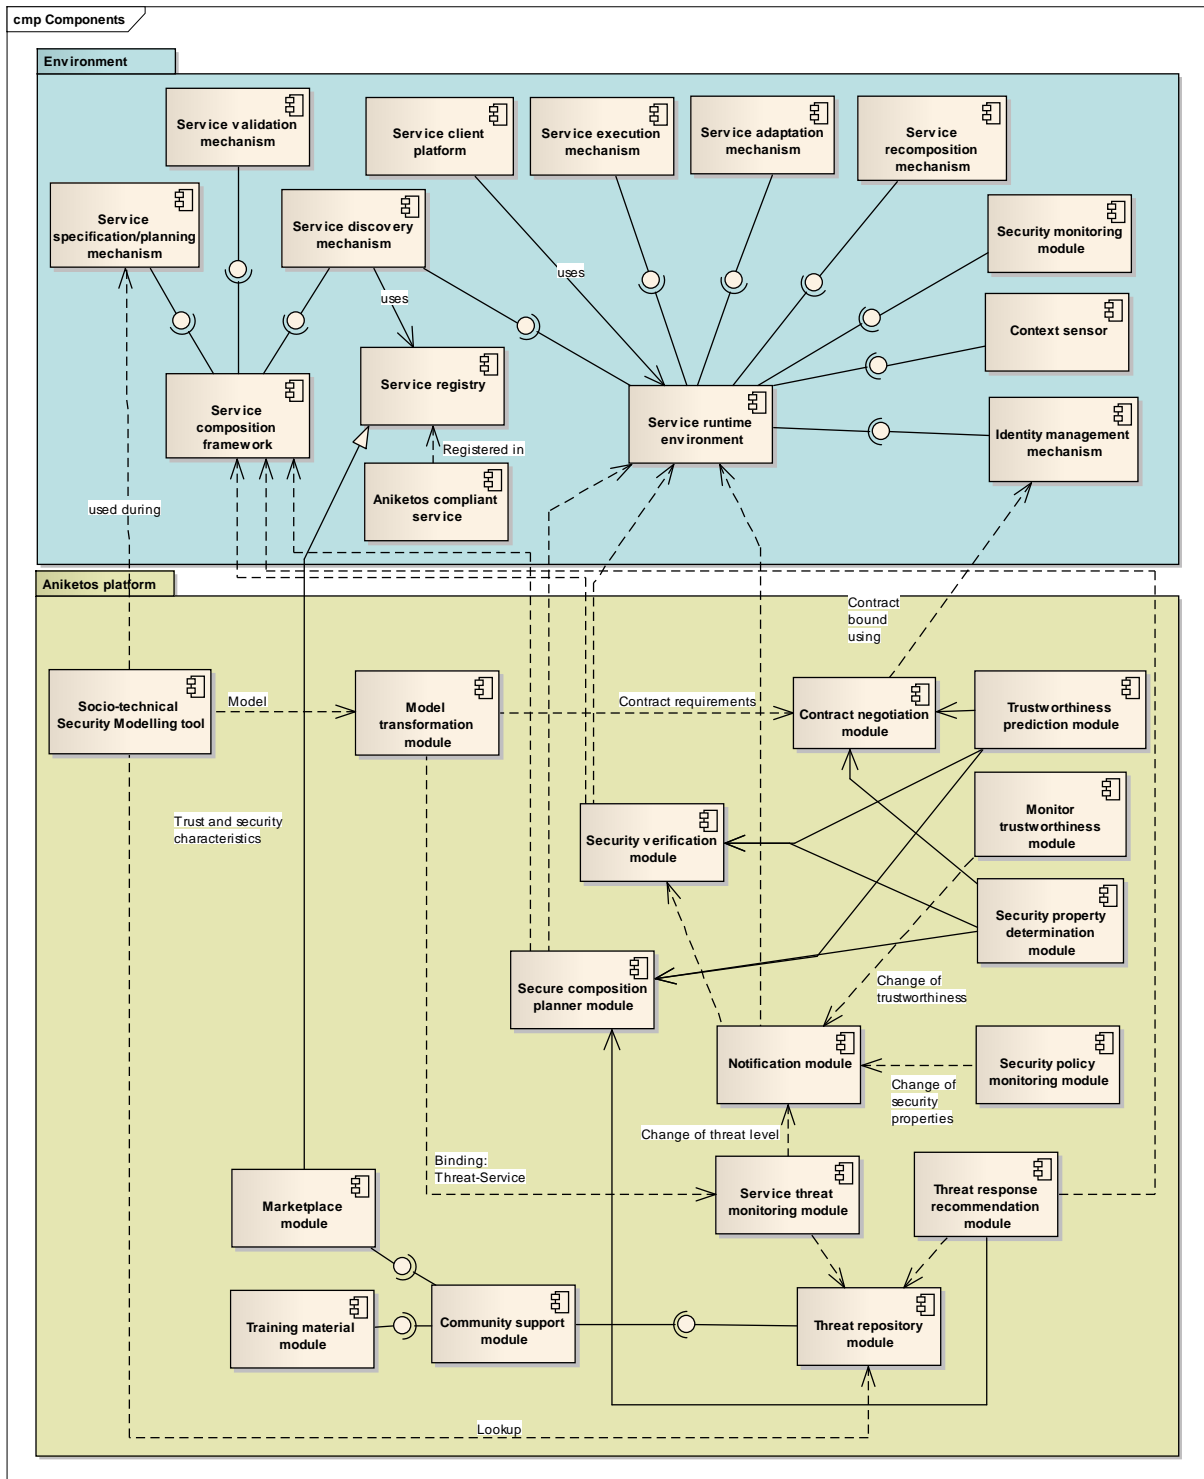 cmp Components
Environment
Service validation
mechanism
Service client
platform
Service execution
mechanism
Service adaptation
mechanism
Service
recomposition
mechanism
Service
specification/planning
mechanism
Service discovery
mechanism
Security monitoring
module
uses
uses
Context sensor
Service registry
Service
composition
framework
Service runtime
environment
Identity management
mechanism
Registered in
Aniketos compliant
service
used during
Aniketos platform
Contract
bound
using
Socio-technical
Security Modelling tool
Model
Model
transformation
module
Contract requirements
Contract negotiation
module
Trustworthiness
prediction module
Trust and security
characteristics
Monitor
trustworthiness
module
Security verification
module
Security property
determination
module
Secure composition
planner module
Change of
trustworthiness
Notification module
Security policy
monitoring module
Change of
security
properties
Change of threat level
Binding:
Threat-Service
Service threat
monitoring module
Threat response
recommendation
module
Marketplace
module
Training material
module
Community support
module
Threat repository
module
Lookup